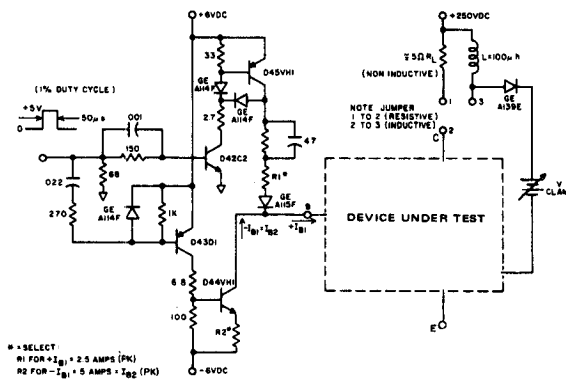 +6VDC
+250VDC
33
D45VH1
≈5Ω RL
L=100μh
(NON INDUCTIVE)
GE
A114F
GE
A114F
GE
A139E
(1% DUTY CYCLE)
+5V
0
50μs
.001
27
1
3
NOTE JUMPER
1 TO 2 (RESISTIVE)
2 TO 3 (INDUCTIVE)
47
150
D42C2
C
2
68
R1*
V
.022
GE
A114F
1K
GE
A115F
B
DEVICE UNDER TEST
270
-IB1=IB2
+IB1
D43D1
6.8
D44VH1
100
R2*
E
* = SELECT:
R1 FOR +IB1 = 2.5 AMPS (PK)
R2 FOR -IB1 = 5 AMPS = IB2 (PK)
-6VDC